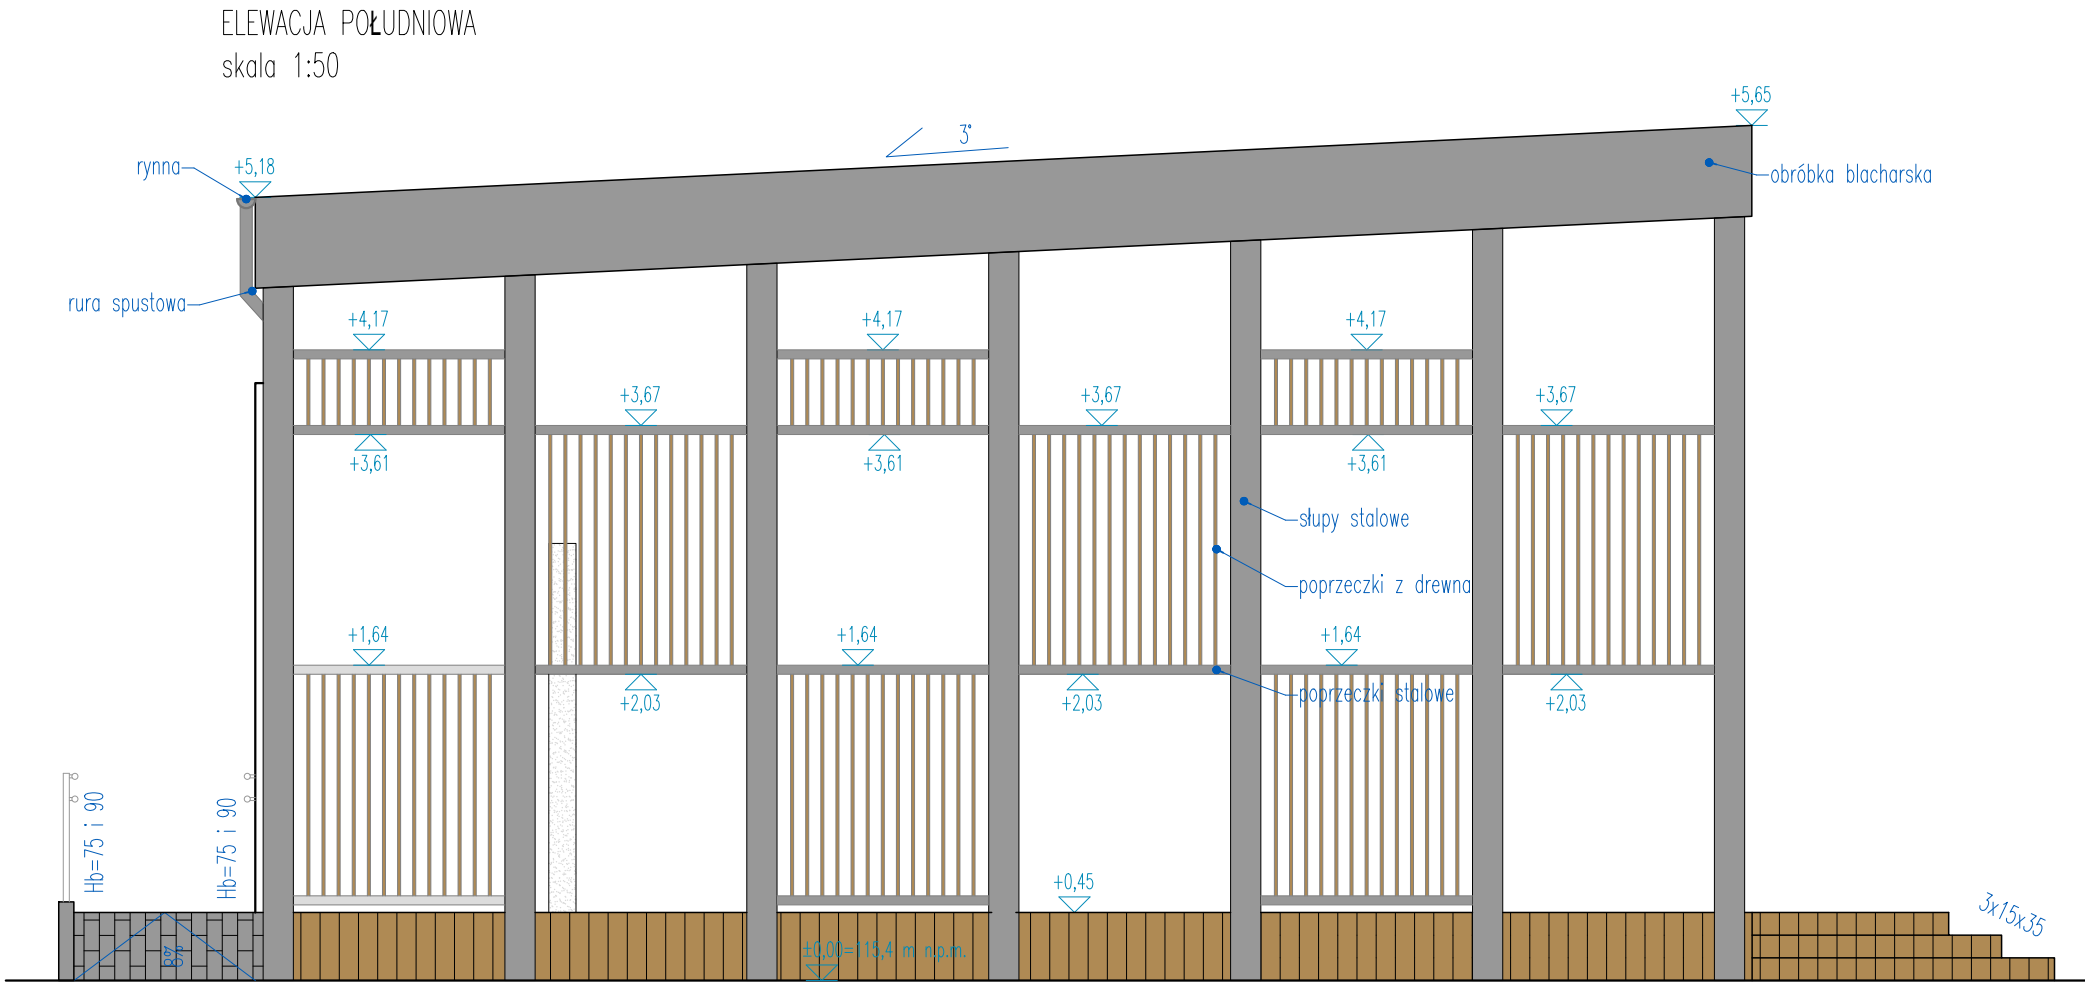 ELEWACJA POŁUDNIOWA
skala 1:50
+5,65
3°
rynna
+5,18
obróbka blacharska
rura spustowa
+4,17
+4,17
+4,17
+3,67
+3,67
+3,67
+3,61
+3,61
+3,61
słupy stalowe
poprzeczki z drewna
+1,64
+1,64
+1,64
poprzeczki stalowe
+2,03
+2,03
+2,03
Hb=75 i 90
Hb=75 i 90
+0,45
3x15x35
8%
±0,00=115,4 m n.p.m.